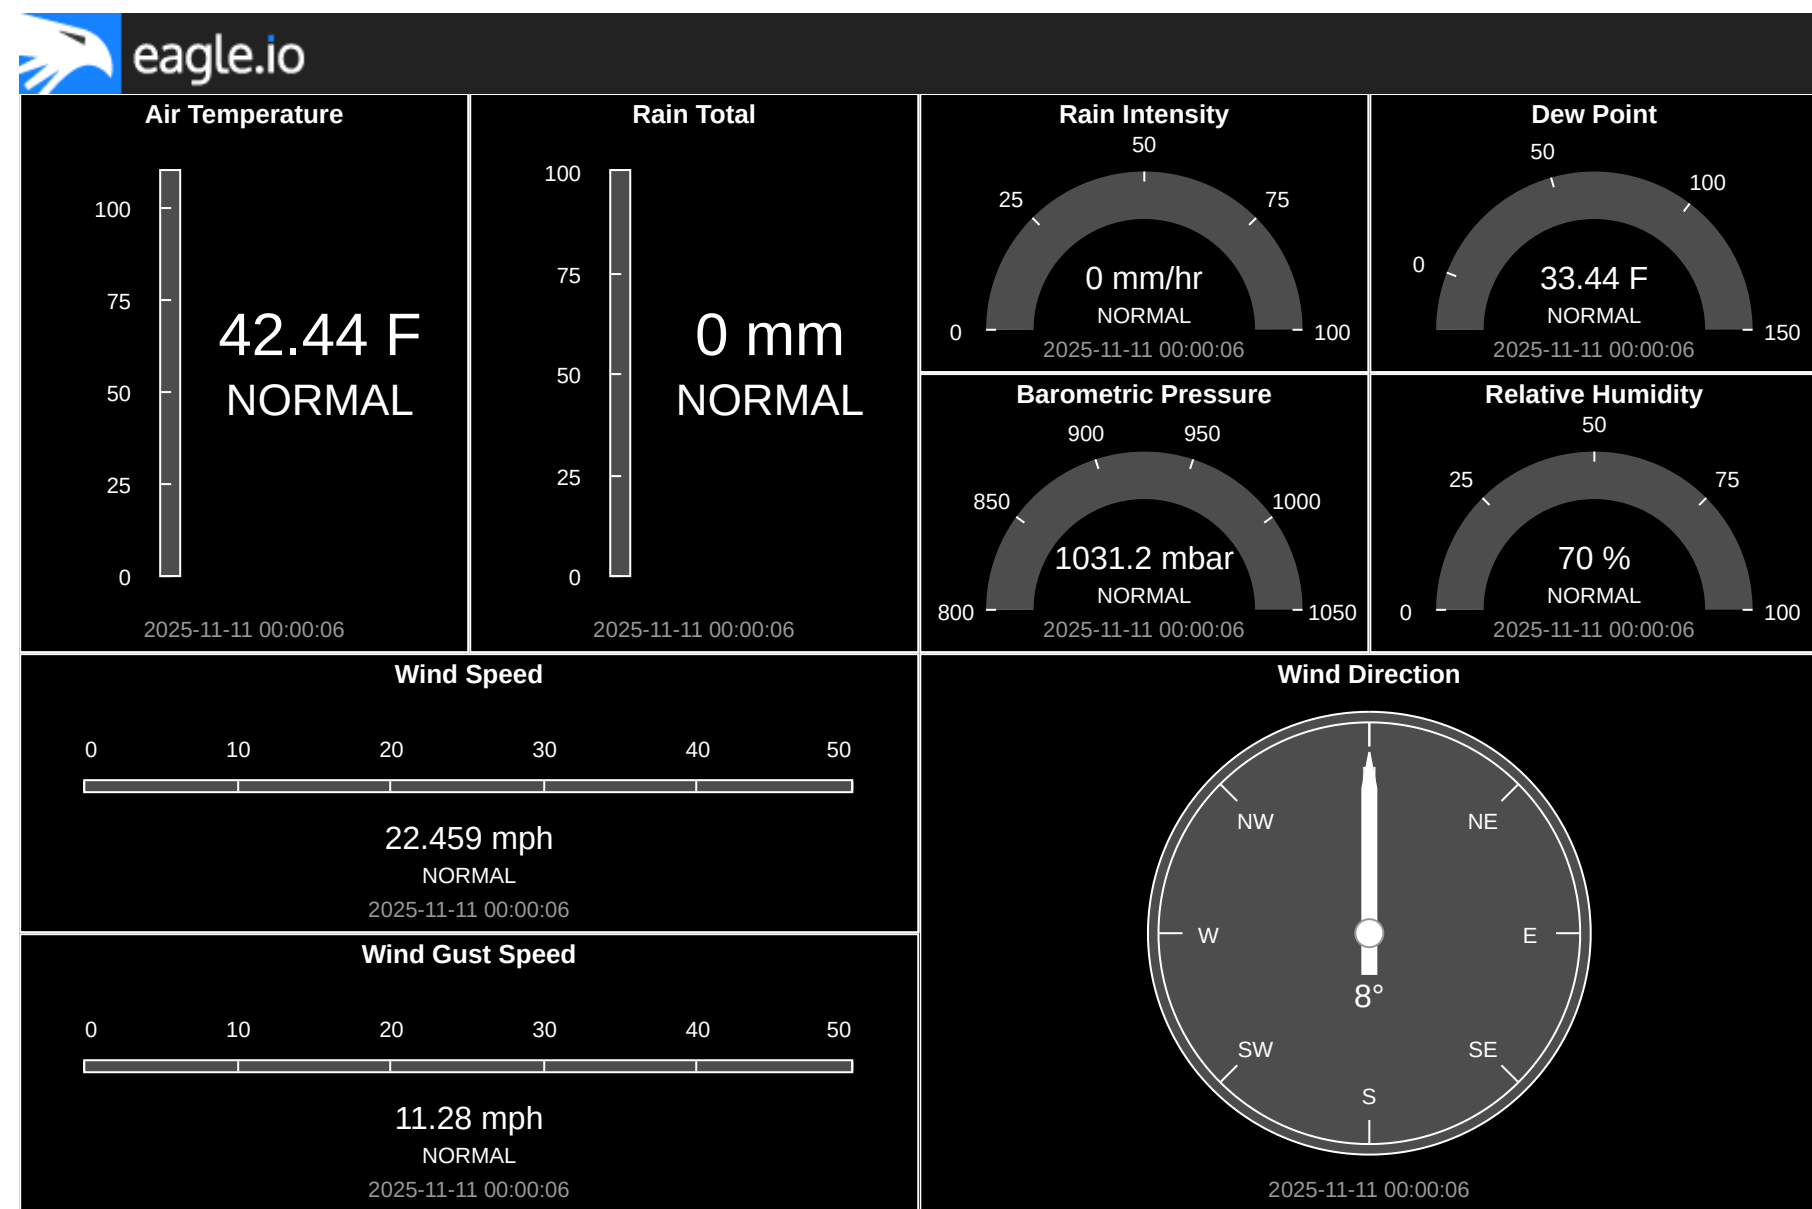 eagle.io
Air Temperature
100
75
50
25
0
42.44 F
NORMAL
2025-11-11 00:00:06
Rain Total
100
75
50
25
0
0 mm
NORMAL
2025-11-11 00:00:06
Rain Intensity
0
25
50
75
100
0 mm/hr
NORMAL
2025-11-11 00:00:06
Dew Point
0
50
100
150
33.44 F
NORMAL
2025-11-11 00:00:06
Barometric Pressure
800
850
900
950
1000
1050
1031.2 mbar
NORMAL
2025-11-11 00:00:06
Relative Humidity
0
25
50
75
100
70 %
NORMAL
2025-11-11 00:00:06
Wind Speed
0 10 20 30 40 50
22.459 mph
NORMAL
2025-11-11 00:00:06
Wind Gust Speed
0 10 20 30 40 50
11.28 mph
NORMAL
2025-11-11 00:00:06
Wind Direction
NW NE
W E
8°
SW SE
S
2025-11-11 00:00:06